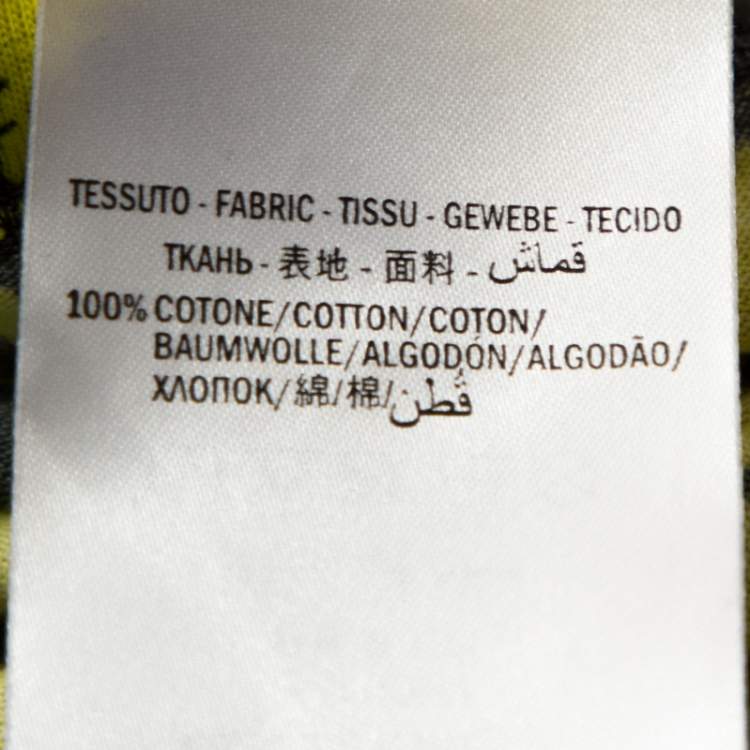 TESSUTO - FABRIC - TISSU - GEWEBE - TECIDO
ТКАНЬ - 表地 - 面料 - قماش
100% COTONE/COTTON/COTON/
BAUMWOLLE/ALGODÓN/ALGODÃO/
ХЛОПОК/綿/棉/قطن